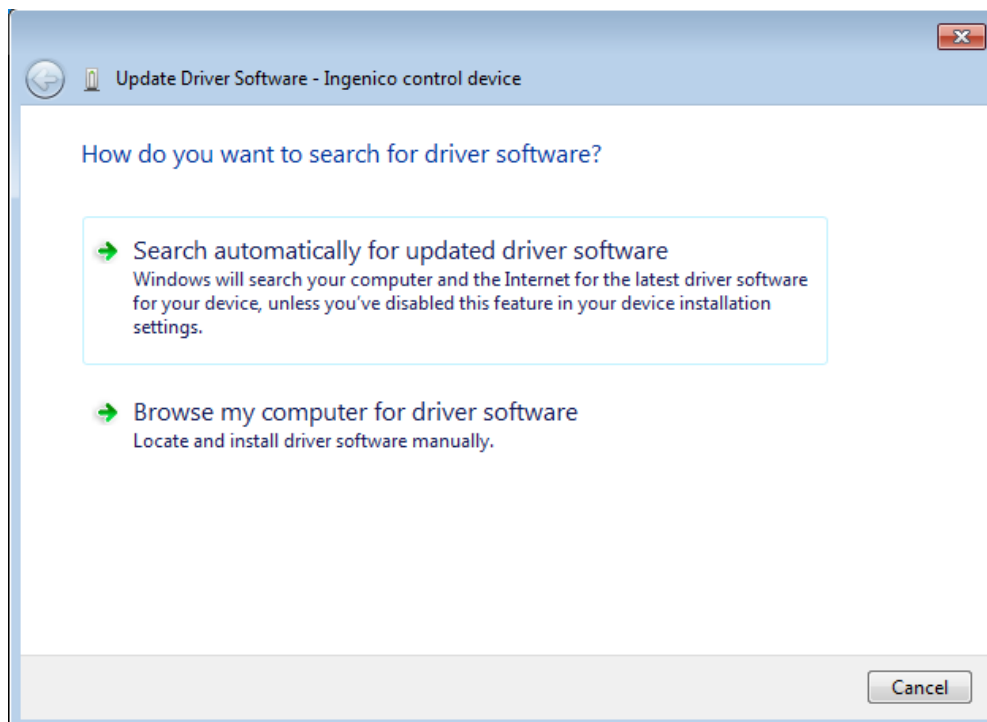 Update Driver Software - Ingenico control device
How do you want to search for driver software?
Search automatically for updated driver software
Windows will search your computer and the Internet for the latest driver software
for your device, unless you've disabled this feature in your device installation
settings.
Browse my computer for driver software
Locate and install driver software manually.
Cancel